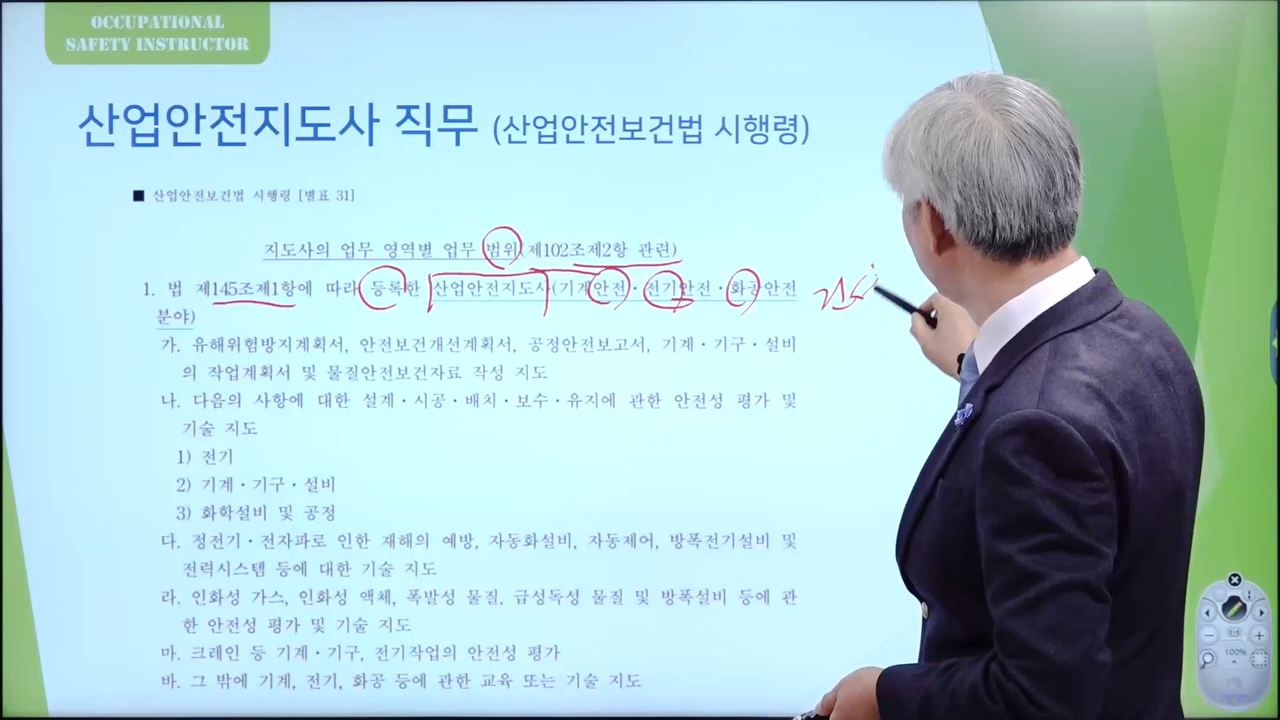 OCCUPATIONAL
SAFETY INSTRUCTOR
산업안전지도사 직무 (산업안전보건법 시행령)
■ 산업안전보건법 시행령 [별표 31]
지도사의 업무 영역별 업무 범위(제102조제2항 관련)
1. 법 제145조제1항에 따라 등록한 산업안전지도사(기계안전·전기안전·화공안전
분야)
가. 유해위험방지계획서, 안전보건개선계획서, 공정안전보고서, 기계·기구·설비
의 작업계획서 및 물질안전보건자료 작성 지도
나. 다음의 사항에 대한 설계·시공·배치·보수·유지에 관한 안전성 평가 및
기술 지도
1) 전기
2) 기계·기구·설비
3) 화학설비 및 공정
다. 정전기·전자파로 인한 재해의 예방, 자동화설비, 자동제어, 방폭전기설비 및
전력시스템 등에 대한 기술 지도
라. 인화성 가스, 인화성 액체, 폭발성 물질, 급성독성 물질 및 방폭설비 등에 관
한 안전성 평가 및 기술 지도
마. 크레인 등 기계·기구, 전기작업의 안전성 평가
바. 그 밖에 기계, 전기, 화공 등에 관한 교육 또는 기술 지도
100%